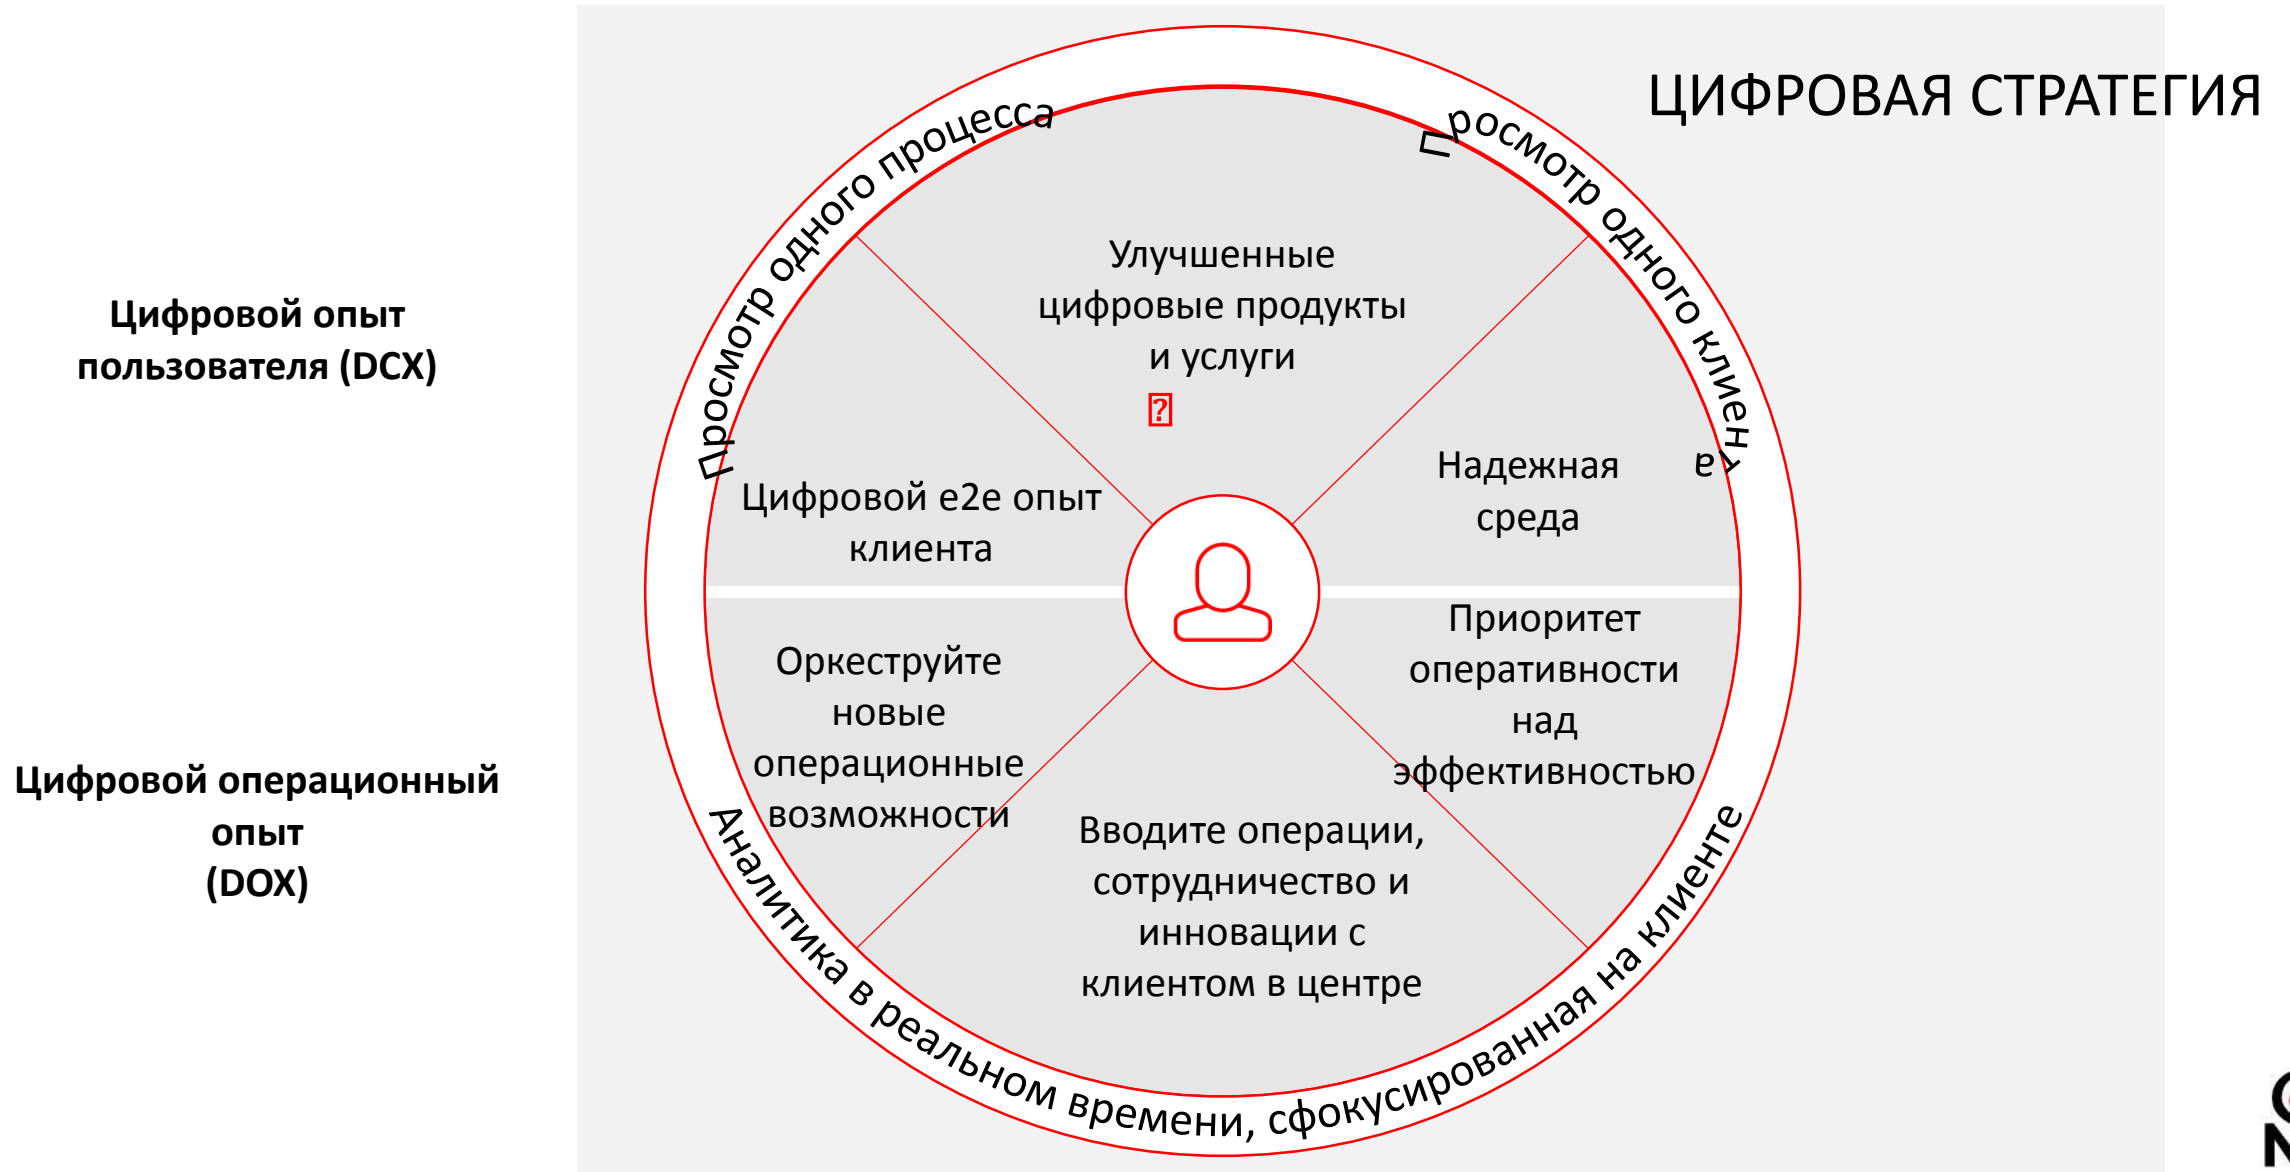 ЦИФРОВАЯ СТРАТЕГИЯ
Просмотр одного процесса
Просмотр одного клиента
Цифровой опыт
пользователя (DCX)
Улучшенные
цифровые продукты
и услуги
Цифровой e2e опыт
клиента
Надежная
среда
Цифровой операционный
опыт
(DOX)
Оркеструйте
новые
операционные
возможности
Приоритет
оперативности
над
эффективностью
Вводите операции,
сотрудничество и
инновации с
клиентом в центре
Аналитика в реальном времени, сфокусированная на клиенте